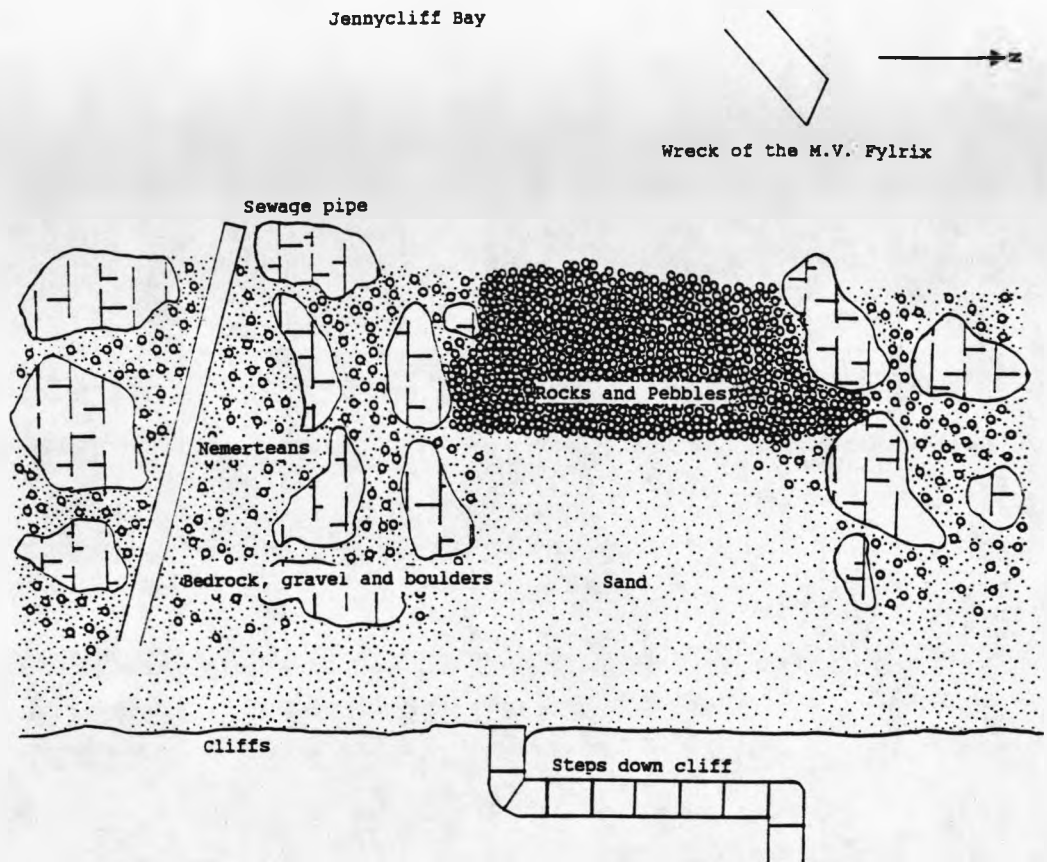 Jennycliff Bay
N
Wreck of the M.V. Fylrix
Sewage pipe
Rocks and Pebbles
Nemerteans
Bedrock, gravel and boulders
Sand
Cliffs
Steps down cliff